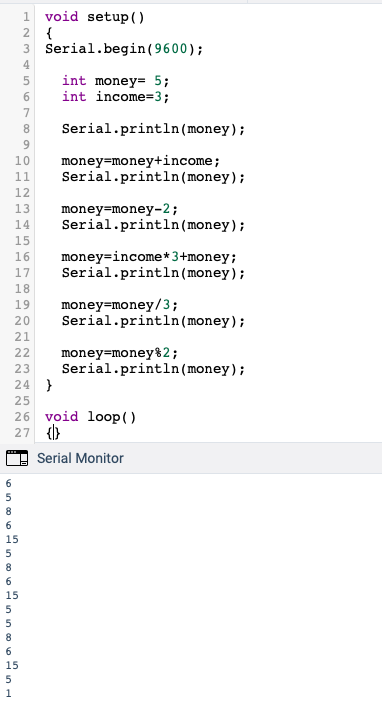 1 void setup()
2 {
3 Serial.begin(9600);
4
5 int money= 5;
6 int income=3;
7
8 Serial.println(money);
9
10 money=money+income;
11 Serial.println(money);
12
13 money=money-2;
14 Serial.println(money);
15
16 money=income*3+money;
17 Serial.println(money);
18
19 money=money/3;
20 Serial.println(money);
21
22 money=money%2;
23 Serial.println(money);
24 }
25
26 void loop()
27 {}
Serial Monitor
6
5
8
6
15
5
8
6
15
5
5
8
6
15
5
1